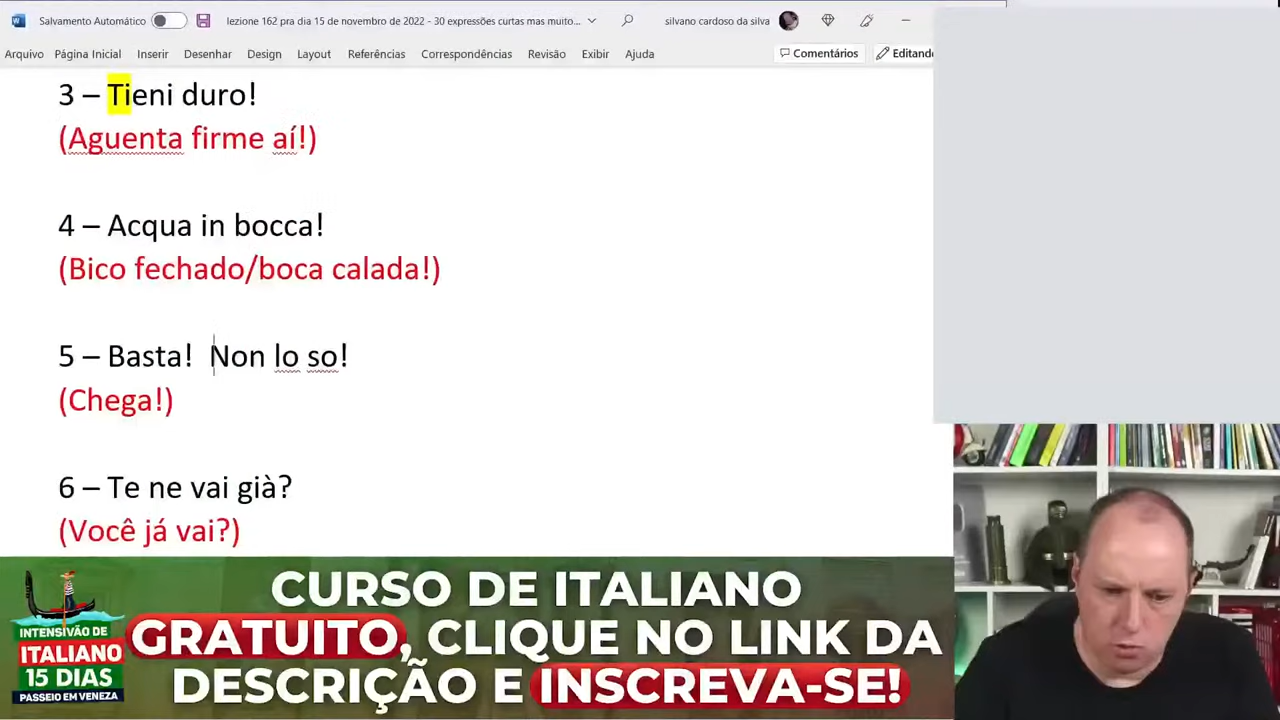 Salvamento Automático
lezione 162 pra dia 15 de novembro de 2022 - 30 expressões curtas mas muito...
silvano cardoso da silva
Arquivo Página Inicial Inserir Desenhar Design Layout Referências Correspondências Revisão Exibir Ajuda
Comentários
Editand
3 – Tieni duro!
(Aguenta firme aí!)
4 – Acqua in bocca!
(Bico fechado/boca calada!)
5 – Basta! Non lo so!
(Chega!)
6 – Te ne vai già?
(Você já vai?)
INTENSIVÃO DE
ITALIANO
15 DIAS
PASSEIO EM VENEZA
CURSO DE ITALIANO
GRATUITO, CLIQUE NO LINK DA
DESCRIÇÃO E INSCREVA-SE!